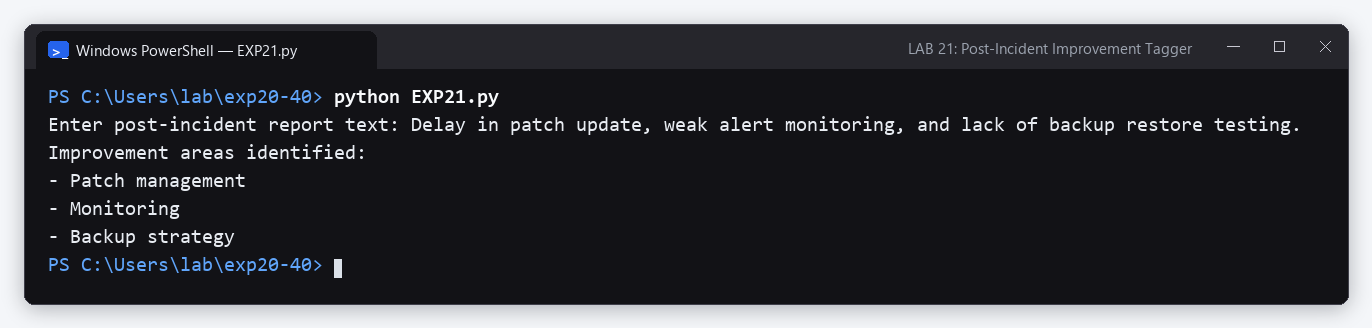 Windows PowerShell — EXP21.py
LAB 21: Post-Incident Improvement Tagger
PS C:\Users\lab\exp20-40> python EXP21.py
Enter post-incident report text: Delay in patch update, weak alert monitoring, and lack of backup restore testing.
Improvement areas identified:
- Patch management
- Monitoring
- Backup strategy
PS C:\Users\lab\exp20-40>